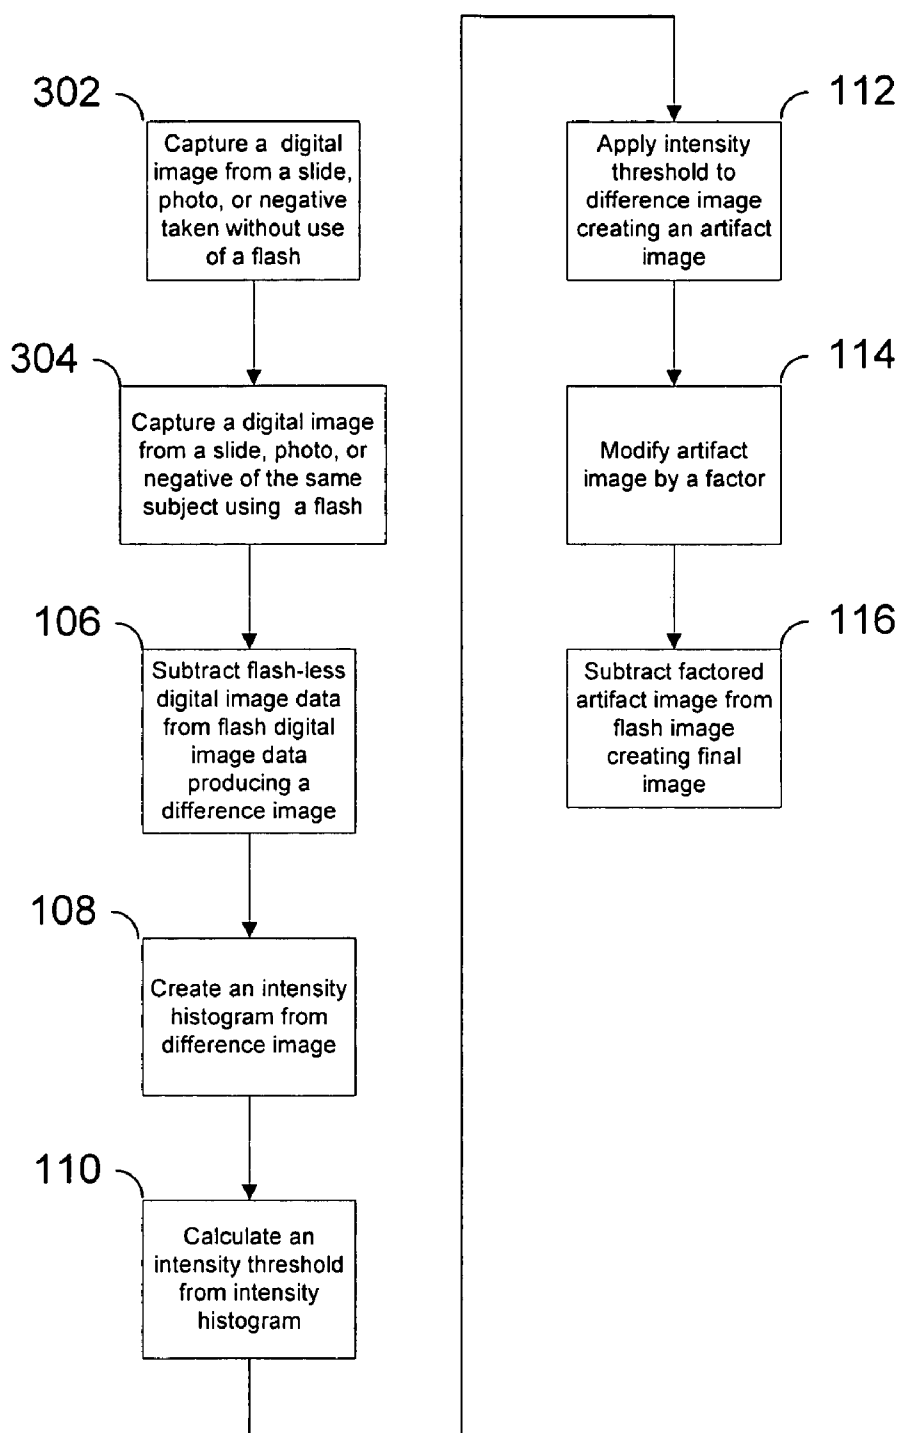 302
Capture a digital
image from a slide,
photo, or negative
taken without use
of a flash
304
Capture a digital image
from a slide, photo, or
negative of the same
subject using a flash
106
Subtract flash-less
digital image data
from flash digital
image data
producing a
difference image
108
Create an intensity
histogram from
difference image
110
Calculate an
intensity threshold
from intensity
histogram
112
Apply intensity
threshold to
difference image
creating an artifact
image
114
Modify artifact
image by a factor
116
Subtract factored
artifact image from
flash image
creating final
image